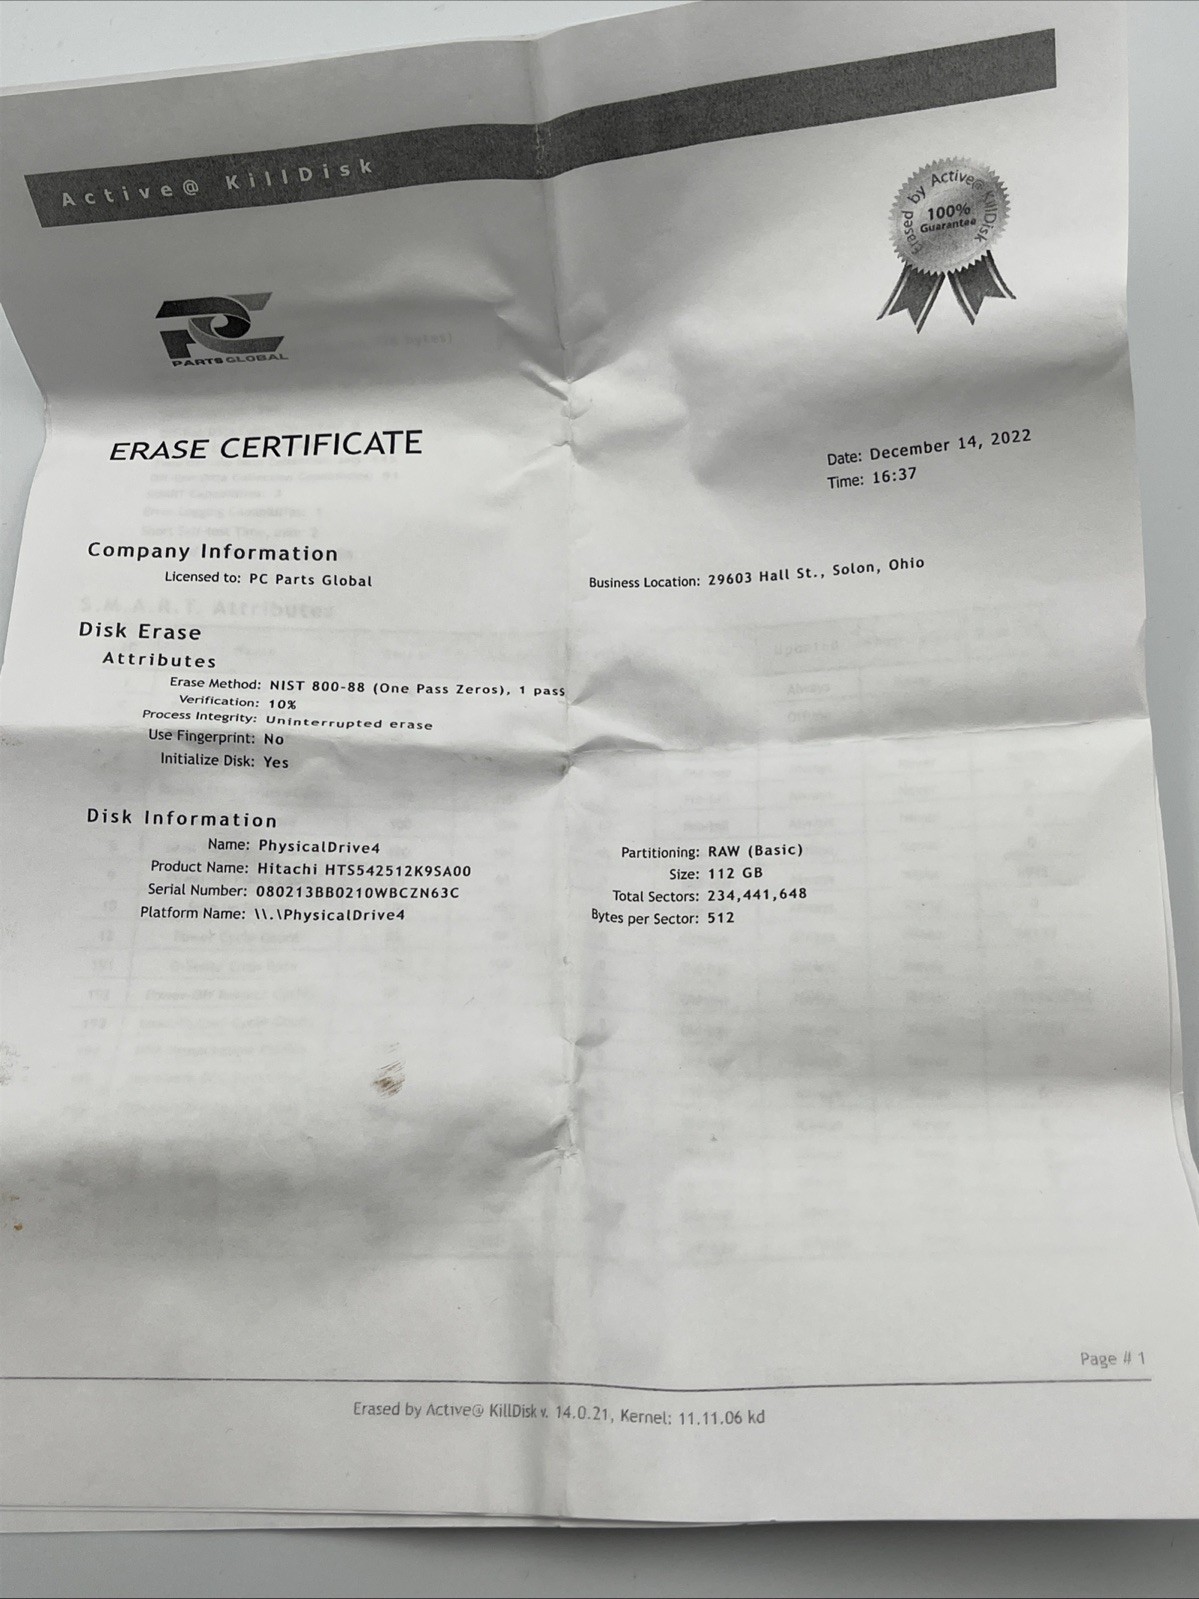 Active@ KillDisk
Erased by Active@ KillDisk
100%
Guarantee
PC
PARTS GLOBAL
ERASE CERTIFICATE
Date: December 14, 2022
Time: 16:37
Company Information
Licensed to: PC Parts Global
Business Location: 29603 Hall St., Solon, Ohio
S.M.A.R.T. Attributes
Disk Erase
Attributes
Erase Method: NIST 800-88 (One Pass Zeros), 1 pass
Verification: 10%
Process Integrity: Uninterrupted erase
Use Fingerprint: No
Initialize Disk: Yes
Disk Information
Name: PhysicalDrive4
Product Name: Hitachi HTS542512K9SA00
Serial Number: 080213BB0210WBCZN63C
Platform Name: \\.\PhysicalDrive4
Partitioning: RAW (Basic)
Size: 112 GB
Total Sectors: 234,441,648
Bytes per Sector: 512
Page # 1
Erased by Active@ KillDisk v. 14.0.21, Kernel: 11.11.06 kd